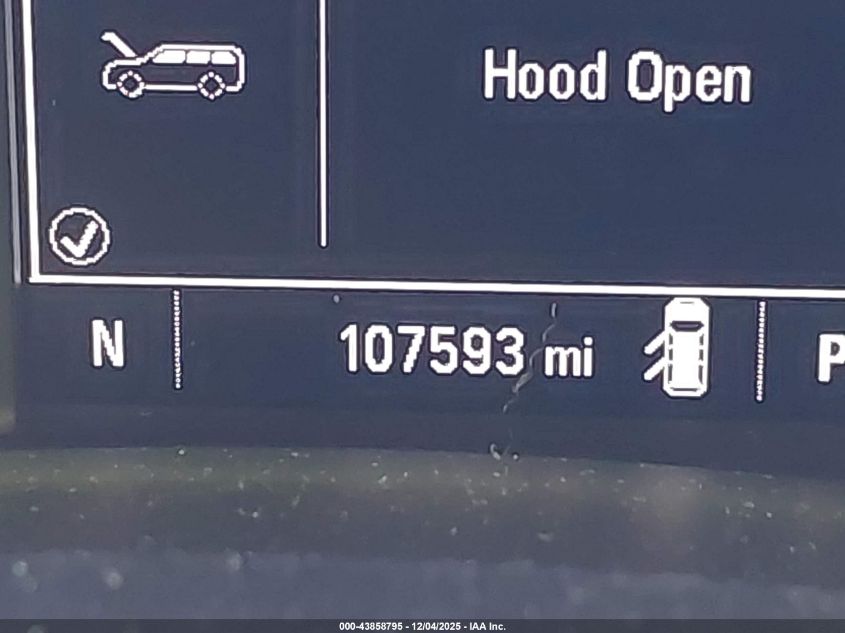 Hood Open
N
107593 mi
P
000-43858795 - 12/04/2025 - IAA Inc.